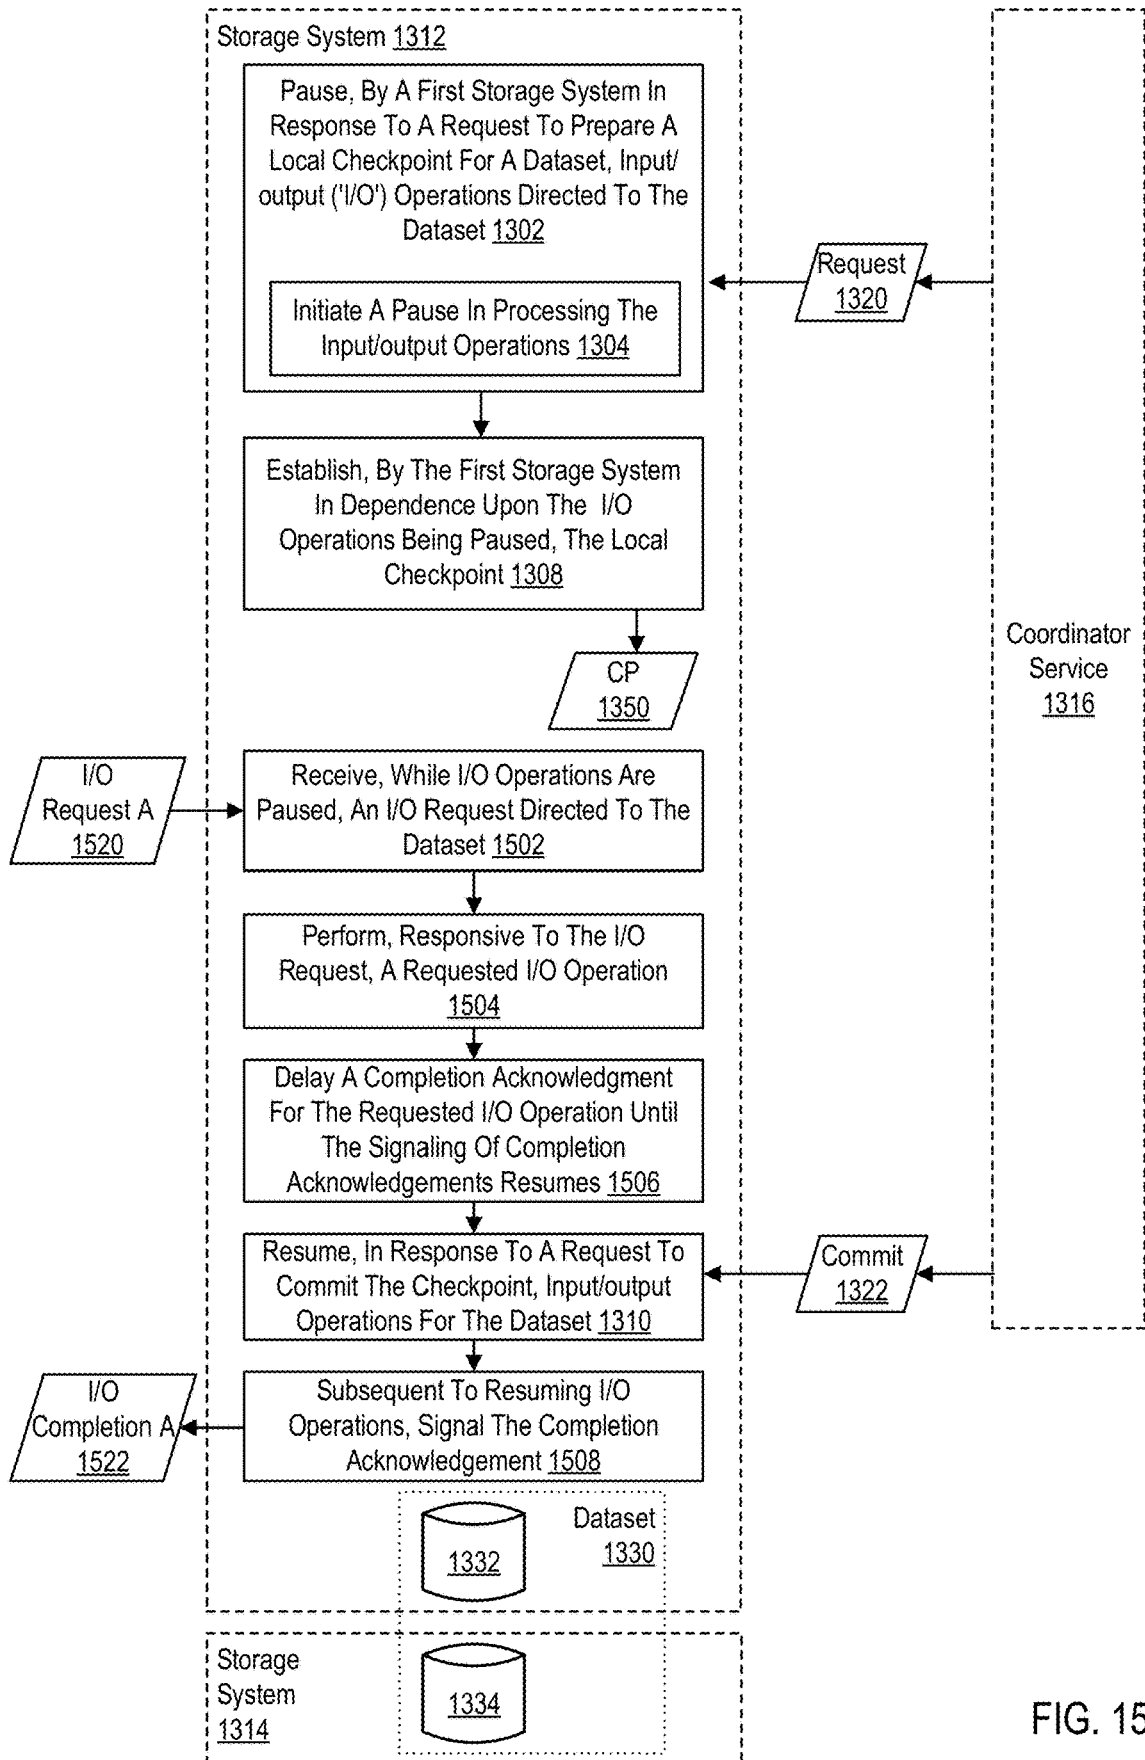 Storage System 1312
Pause, By A First Storage System In
Response To A Request To Prepare A
Local Checkpoint For A Dataset, Input/
output ('I/O') Operations Directed To The
Dataset 1302
Initiate A Pause In Processing The
Input/output Operations 1304
Request
1320
Establish, By The First Storage System
In Dependence Upon The I/O
Operations Being Paused, The Local
Checkpoint 1308
CP
1350
Coordinator
Service
1316
I/O
Request A
1520
Receive, While I/O Operations Are
Paused, An I/O Request Directed To The
Dataset 1502
Perform, Responsive To The I/O
Request, A Requested I/O Operation
1504
Delay A Completion Acknowledgment
For The Requested I/O Operation Until
The Signaling Of Completion
Acknowledgements Resumes 1506
Resume, In Response To A Request To
Commit The Checkpoint, Input/output
Operations For The Dataset 1310
Commit
1322
I/O
Completion A
1522
Subsequent To Resuming I/O
Operations, Signal The Completion
Acknowledgement 1508
Dataset
1330
1332
Storage
System
1314
1334
FIG. 15